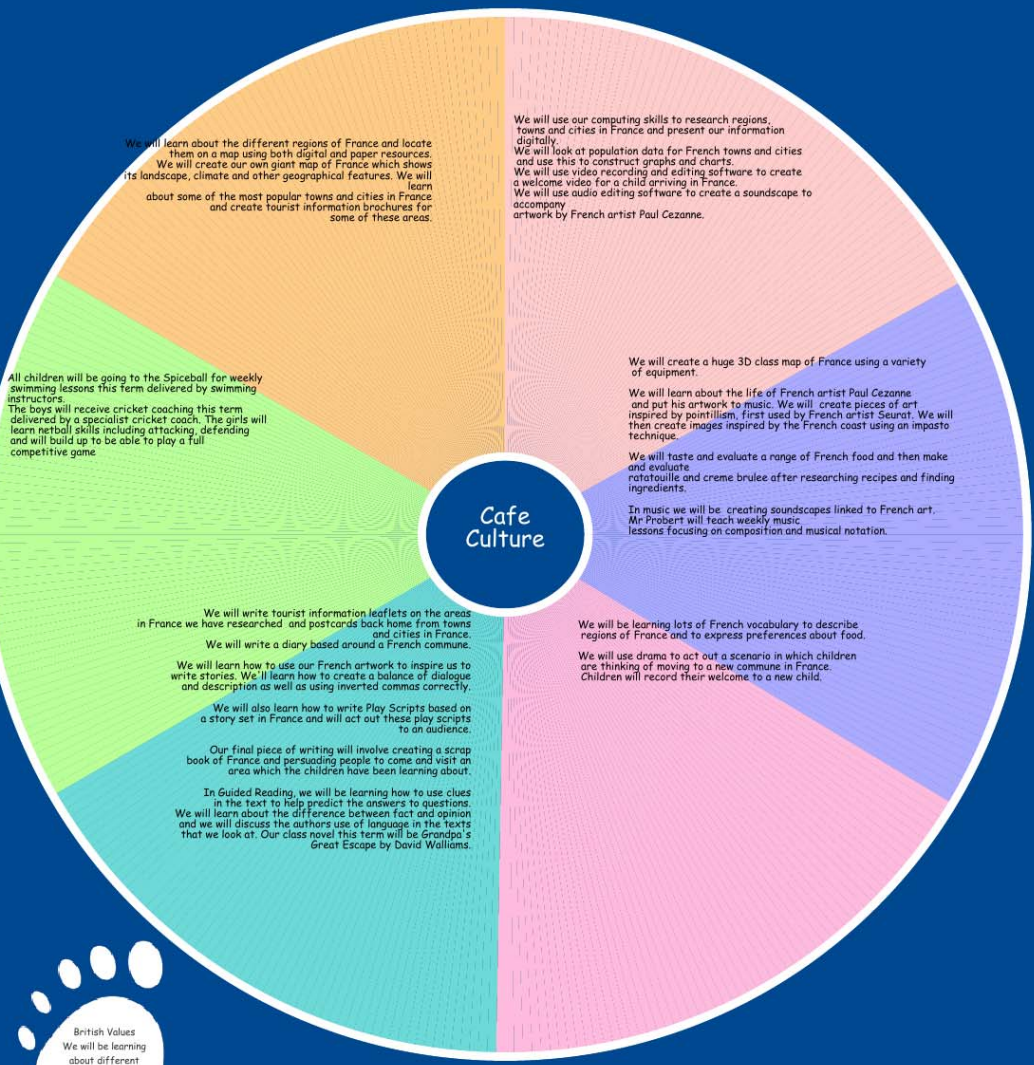 We will learn about the different regions of France and locate
them on a map using both digital and paper resources.
We will create our own giant map of France which shows
its landscape, climate and other geographical features. We will
learn
about some of the most popular towns and cities in France
and create tourist information brochures for
some of these areas.
We will use our computing skills to research regions,
towns and cities in France and present our information
digitally.
We will look at population data for French towns and cities
and use this to construct graphs and charts.
We will use video recording and editing software to create
a welcome video for a child arriving in France.
We will use audio editing software to create a soundscape to
accompany
artwork by French artist Paul Cezanne.
All children will be going to the Spiceball for weekly
swimming lessons this term delivered by swimming
instructors.
The boys will receive cricket coaching this term
delivered by a specialist cricket coach. The girls will
learn netball skills including attacking, defending
and will build up to be able to play a full
competitive game
We will create a huge 3D class map of France using a variety
of equipment.
We will learn about the life of French artist Paul Cezanne
and put his artwork to music. We will create pieces of art
inspired by pointillism, first used by French artist Seurat. We will
then create images inspired by the French coast using an impasto
technique.
We will taste and evaluate a range of French food and then make
and evaluate
ratatouille and creme brulee after researching recipes and finding
ingredients.
In music we will be creating soundscapes linked to French art.
Mr Probert will teach weekly music
lessons focusing on composition and musical notation.
Cafe
Culture
We will write tourist information leaflets on the areas
in France we have researched and postcards back home from towns
and cities in France.
We will write a diary based around a French commune.
We will learn how to use our French artwork to inspire us to
write stories. We'll learn how to create a balance of dialogue
and description as well as using inverted commas correctly.
We will also learn how to write Play Scripts based on
a story set in France and will act out these play scripts
to an audience.
Our final piece of writing will involve creating a scrap
book of France and persuading people to come and visit an
area which the children have been learning about.
In Guided Reading, we will be learning how to use clues
in the text to help predict the answers to questions.
We will learn about the difference between fact and opinion
and we will discuss the authors use of language in the texts
that we look at. Our class novel this term will be Grandpa's
Great Escape by David Walliams.
We will be learning lots of French vocabulary to describe
regions of France and to express preferences about food.
We will use drama to act out a scenario in which children
are thinking of moving to a new commune in France.
Children will record their welcome to a new child.
British Values
We will be learning
about different